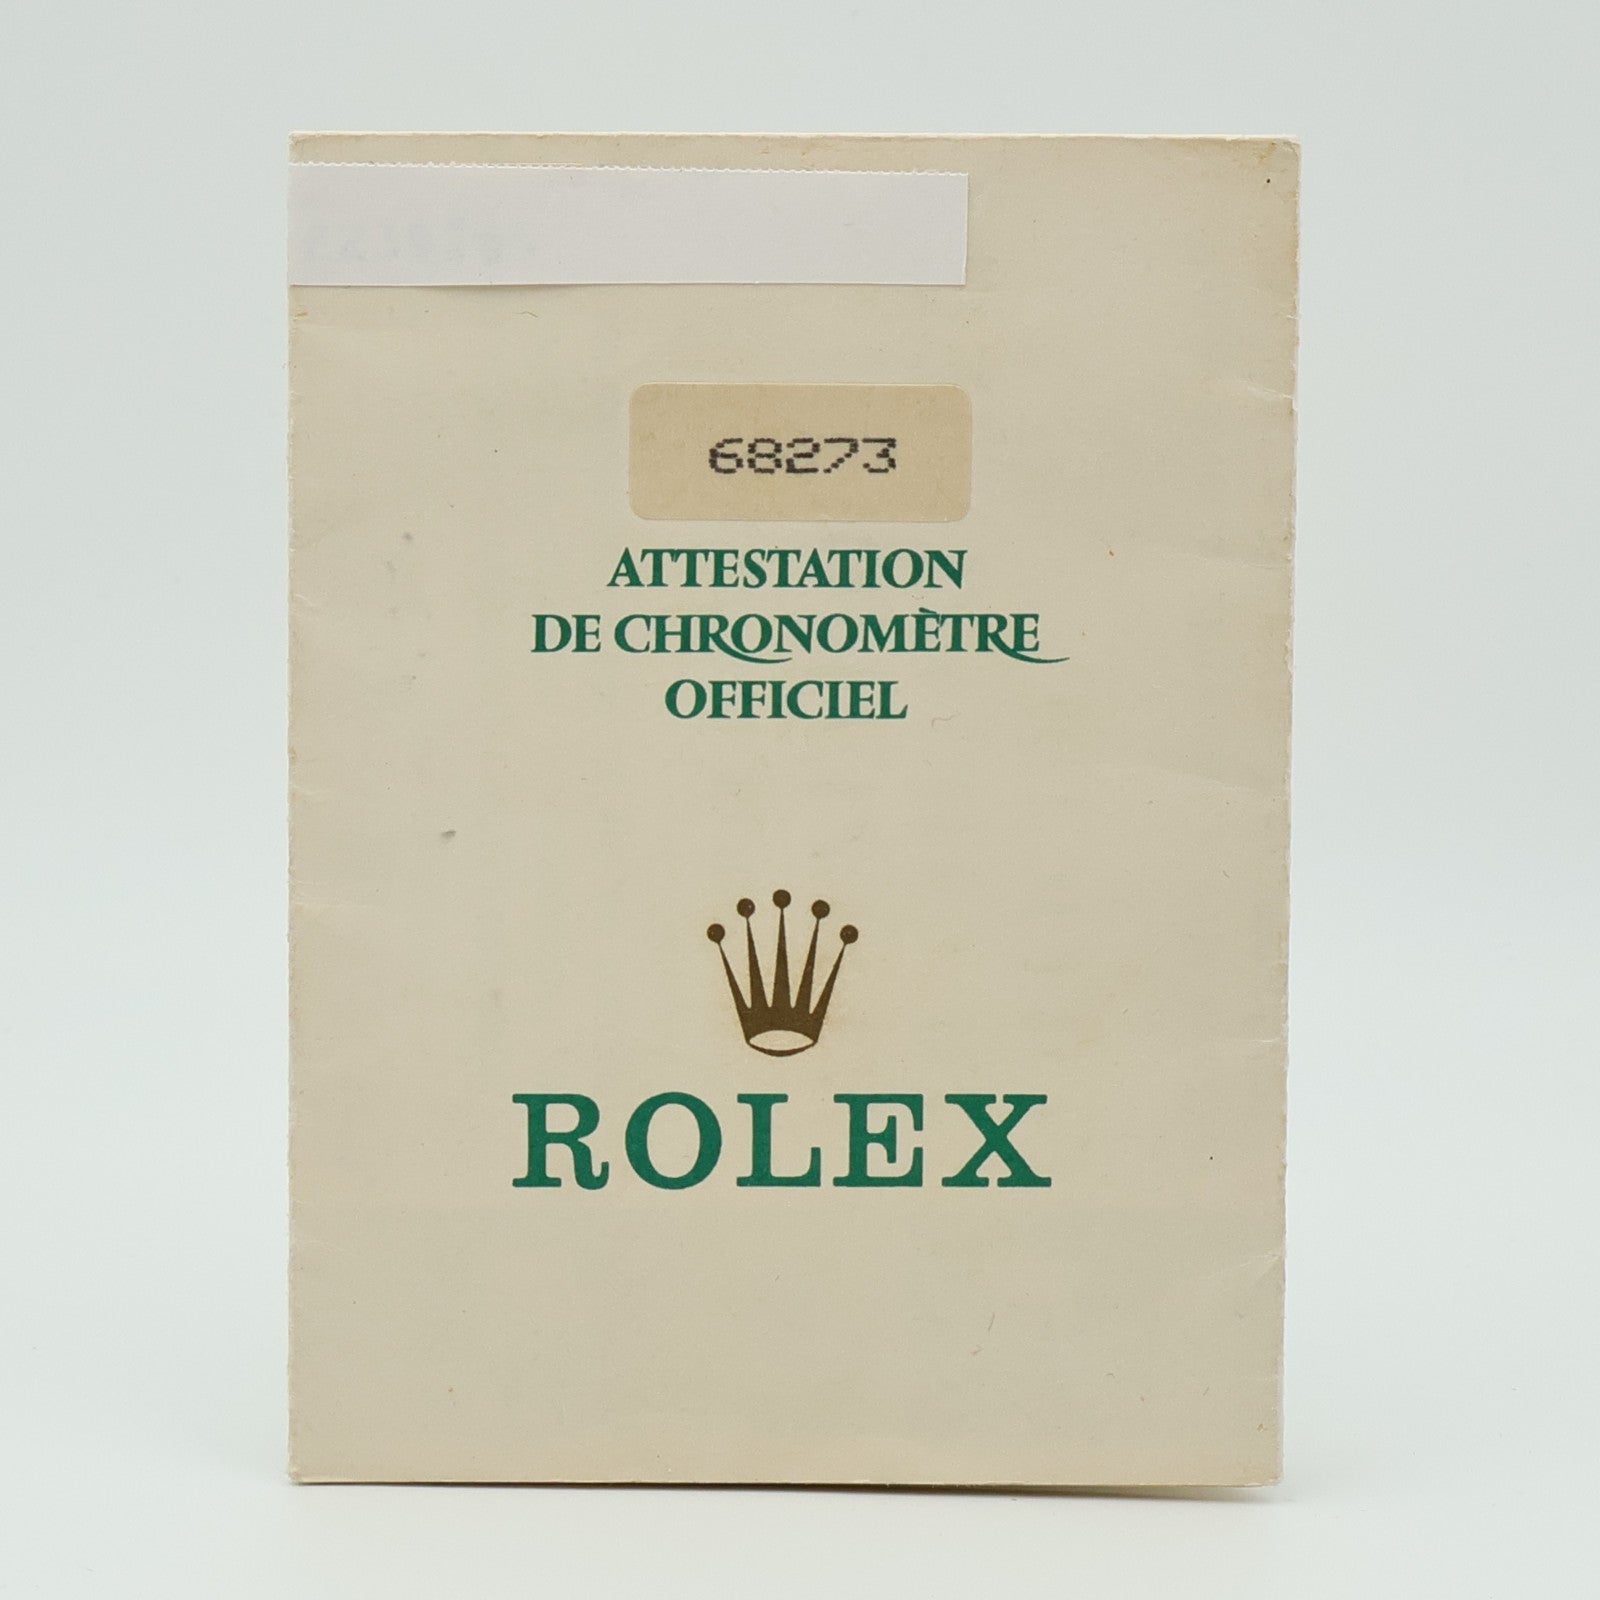 68273
ATTESTATION
DE CHRONOMÈTRE
OFFICIEL
ROLEX